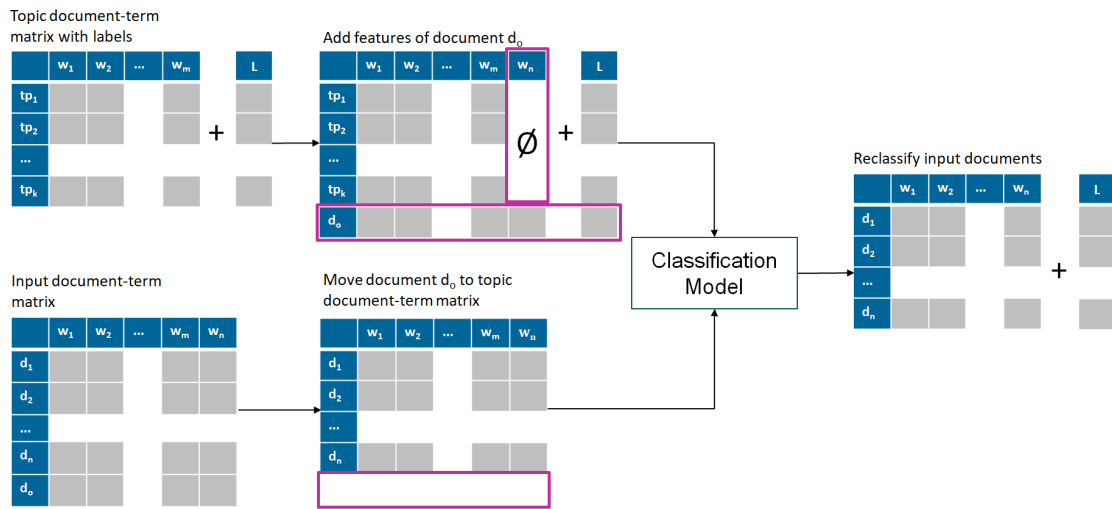 Topic document-term
matrix with labels
w₁ w₂ ... wₘ L
tp₁
tp₂
...
tpₖ
+
Add features of document dₒ
w₁ w₂ ... wₘ wₙ L
tp₁
tp₂
...
tpₖ
dₒ
∅
+
Input document-term
matrix
w₁ w₂ ... wₘ wₙ
d₁
d₂
...
dₙ
dₒ
Move document dₒ to topic
document-term matrix
w₁ w₂ ... wₘ wₙ
d₁
d₂
...
dₙ
Classification
Model
Reclassify input documents
w₁ w₂ ... wₙ L
d₁
d₂
...
dₙ
+